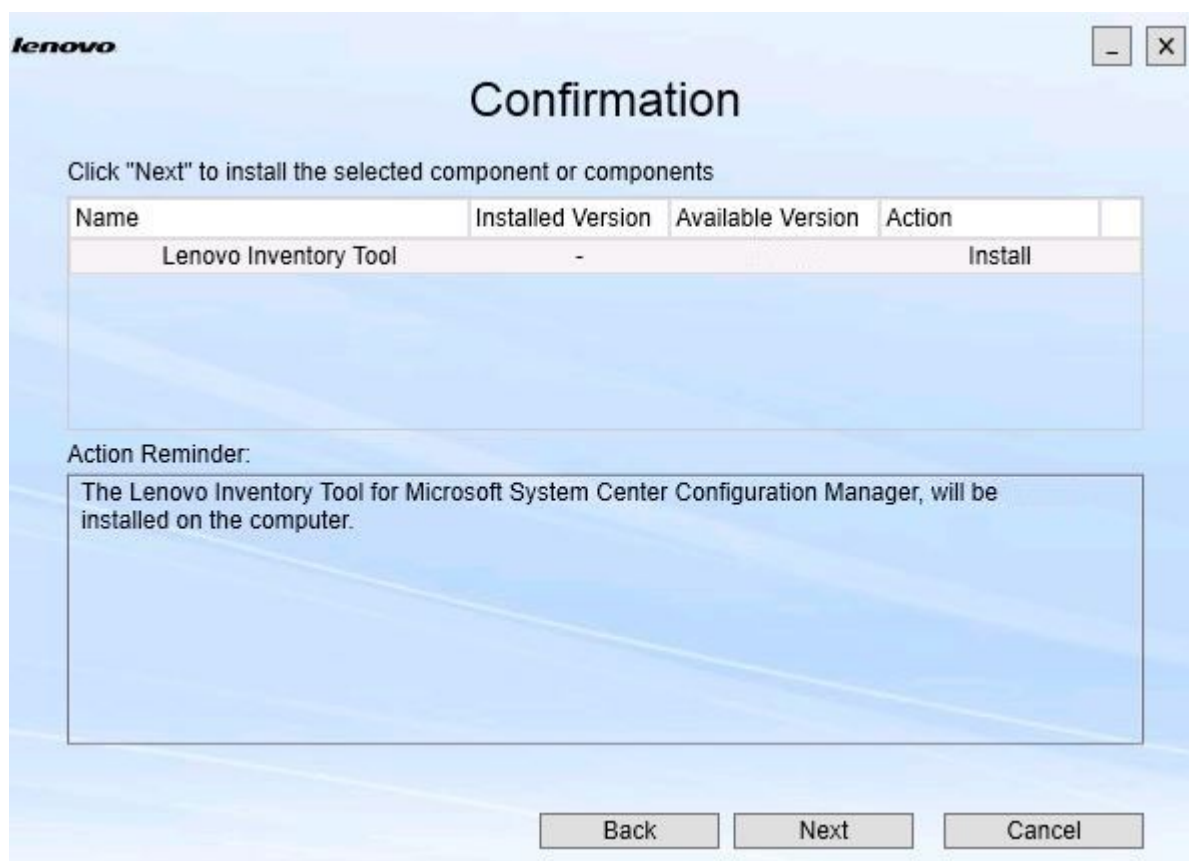 lenovo
Confirmation
Click "Next" to install the selected component or components
Name Installed Version Available Version Action
Lenovo Inventory Tool - Install
Action Reminder:
The Lenovo Inventory Tool for Microsoft System Center Configuration Manager, will be
installed on the computer.
Back Next Cancel